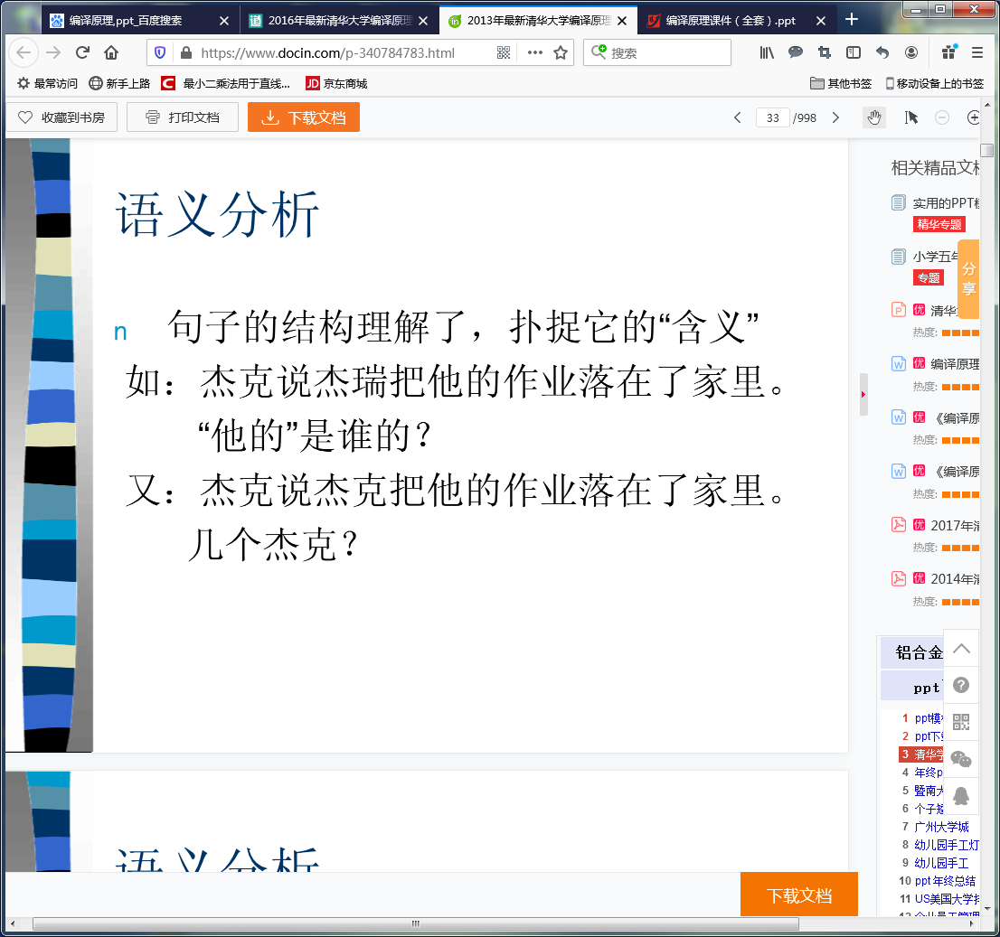 编译原理.ppt_百度搜索
2016年最新清华大学编译原理
2013年最新清华大学编译原理
编译原理课件（全套）.ppt
https://www.docin.com/p-340784783.html
搜索
最常访问
新手上路
最小二乘法用于直线...
JD 京东商城
其他书签
移动设备上的书签
收藏到书房
打印文档
下载文档
33 /998
语义分析
n 句子的结构理解了，扑捉它的“含义”
如：杰克说杰瑞把他的作业落在了家里。
“他的”是谁的？
又：杰克说杰克把他的作业落在了家里。
几个杰克？
语义分析
下载文档
相关精品文档
实用的PPT模
精华专题
小学五年
专题
分享
优 清华
热度:
优 编译原理
热度:
优 《编译原
热度:
优 《编译原
热度:
优 2017年清
热度:
优 2014年清
热度:
铝合金
ppt
1 ppt模
2 ppt下
3 清华学
4 年终p
5 暨南大
6 个子矮
7 广州大学城
8 幼儿园手工灯
9 幼儿园手工
10 ppt 年终总结
11 US美国大学